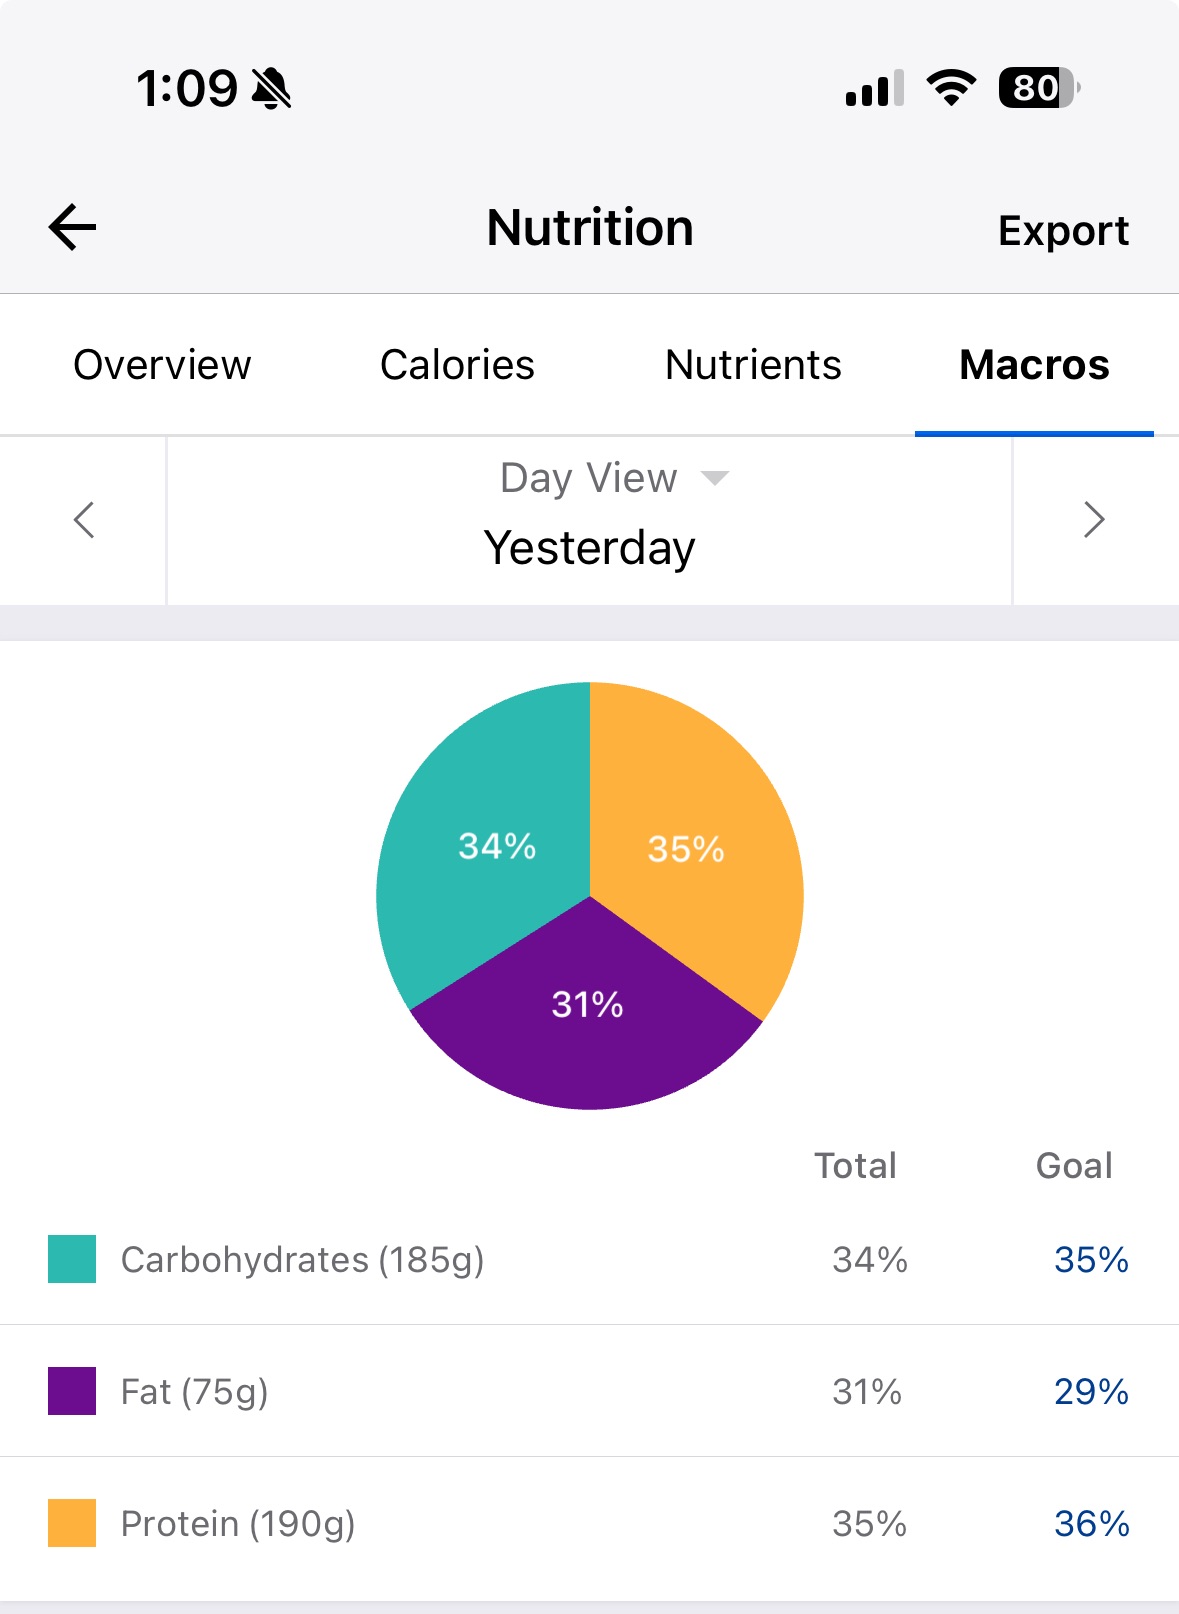 1:09
80
Nutrition
Export
Overview Calories Nutrients Macros
Day View
Yesterday
34%
35%
31%
Total Goal
Carbohydrates (185g) 34% 35%
Fat (75g) 31% 29%
Protein (190g) 35% 36%